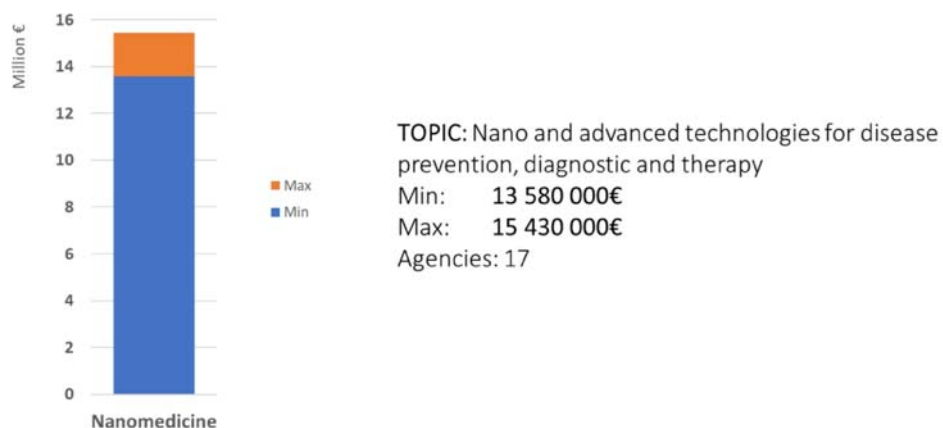 Million €
16
14
12
10
8
6
4
2
0
Nanomedicine
Max
Min
TOPIC: Nano and advanced technologies for disease
prevention, diagnostic and therapy
Min: 13 580 000€
Max: 15 430 000€
Agencies: 17